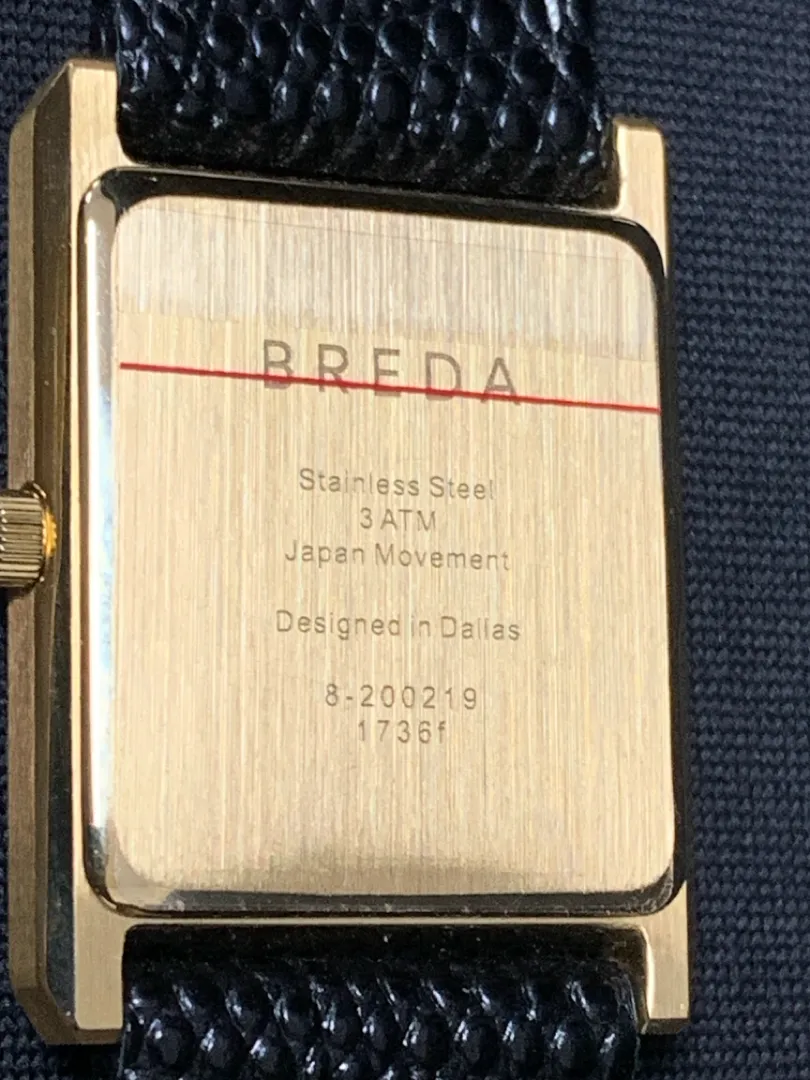 BREDA
Stainless Steel
3 ATM
Japan Movement
Designed in Dallas
8-200219
1736f